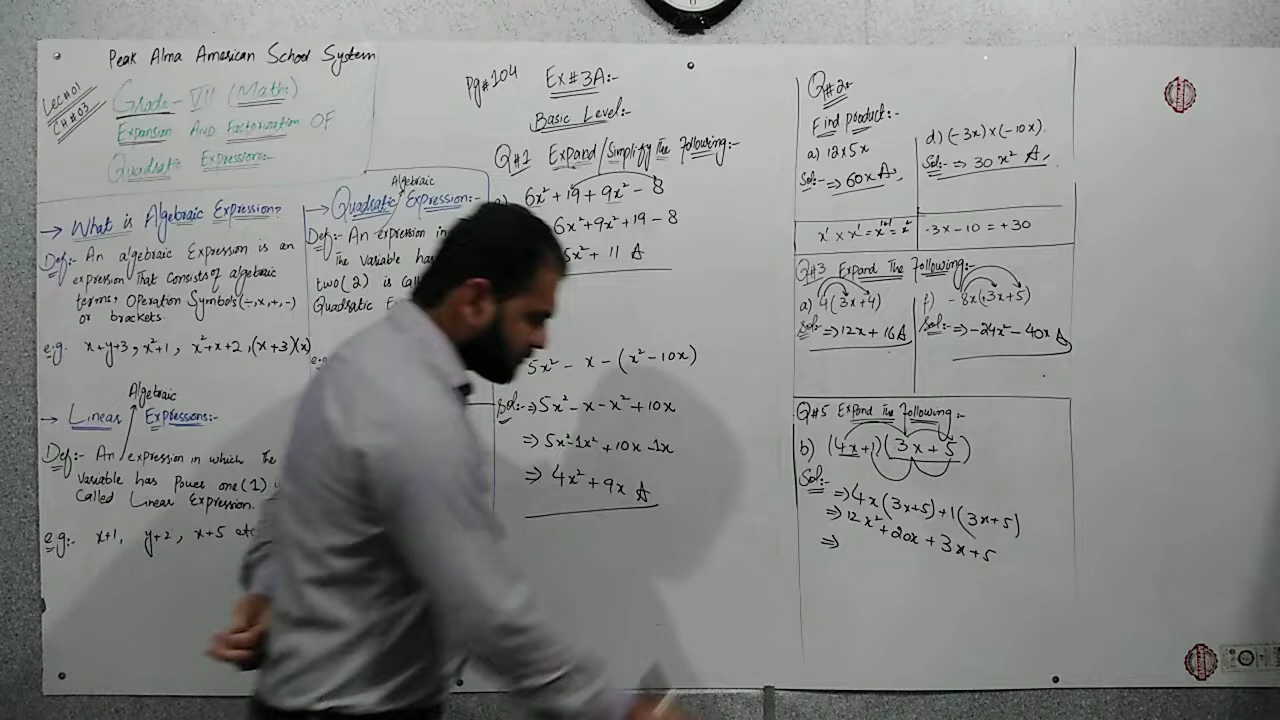 Peak Alma American School System
Lec#01
CH#03
Grade- VII (Math)
Expansion AND Factorization OF
Quadratic Expression:-
→ What is Algebraic Expression?
Def:- An algebraic Expression is an
expression That consists of algebraic
terms, Operation Symbols(÷,×,+,-)
or brackets.
e.g. x+y+3, x²+1, x²+x+2, (x+3)(x)
Algebraic
→ Linear Expressions:-
Def:- An expression in which The
Variable has Power one(1)
Called Linear Expression.
e.g:- x+1, y+2, x+5 etc
Algebraic
→ Quadratic Expression:-
Def:- An expression in
The Variable has
two(2) is
Quadsatic
Pg#104 Ex#3A:-
Basic Level:-
Q#1 Expand/Simplify The Following:-
6x² + 19 + 9x² - 8
6x² + 9x² + 19 - 8
5x² + 11 A
5x² - x - (x² - 10x)
Sol:- ⇒ 5x² - x - x² + 10x
⇒ 5x² - 1x² + 10x - 1x
⇒ 4x² + 9x A
Q#2:-
Find product:-
a) 12x5x
Sol:- ⇒ 60x A,
d) (-3x)x(-10x).
Sol:- ⇒ 30x² A,
x¹ × x¹ = x¹⁺¹ = x²
-3x-10 = +30
Q#3 Expand The Following:-
a) 4(3x+4)
Sol:- ⇒ 12x + 16 A
f) -8x(3x+5)
Sol:- ⇒ -24x² - 40x A
Q#5 Expand The Following:-
b) (4x+1)(3x+5)
Sol:-
⇒ 4x(3x+5)+1(3x+5)
⇒ 12x² + 20x + 3x + 5
⇒